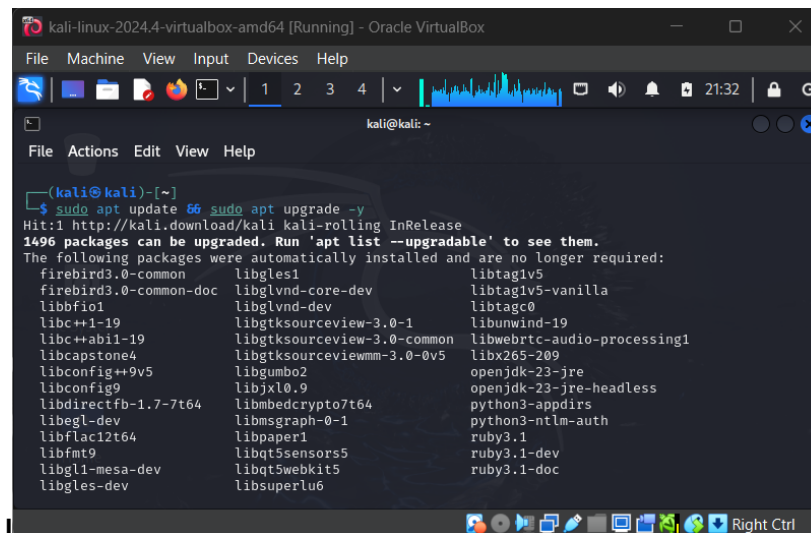 kali-linux-2024.4-virtualbox-amd64 [Running] - Oracle VirtualBox
File Machine View Input Devices Help
1 2 3 4 21:32
kali@kali: ~
File Actions Edit View Help
(kali㉿kali)-[~]
$ sudo apt update && sudo apt upgrade -y
Hit:1 http://kali.download/kali kali-rolling InRelease
1496 packages can be upgraded. Run 'apt list --upgradable' to see them.
The following packages were automatically installed and are no longer required:
firebird3.0-common libgles1 libtag1v5
firebird3.0-common-doc libglvnd-core-dev libtag1v5-vanilla
libbfio1 libglvnd-dev libtagc0
libc++1-19 libgtksourceview-3.0-1 libunwind-19
libc++abi1-19 libgtksourceview-3.0-common libwebrtc-audio-processing1
libcapstone4 libgtksourceviewmm-3.0-0v5 libx265-209
libconfig++9v5 libgumbo2 openjdk-23-jre
libconfig9 libjxl0.9 openjdk-23-jre-headless
libdirectfb-1.7-7t64 libmbedcrypto7t64 python3-appdirs
libegl-dev libmsgraph-0-1 python3-ntlm-auth
libflac12t64 libpaper1 ruby3.1
libfmt9 libqt5sensors5 ruby3.1-dev
libgl1-mesa-dev libqt5webkit5 ruby3.1-doc
libgles-dev libsuperlu6
Right Ctrl